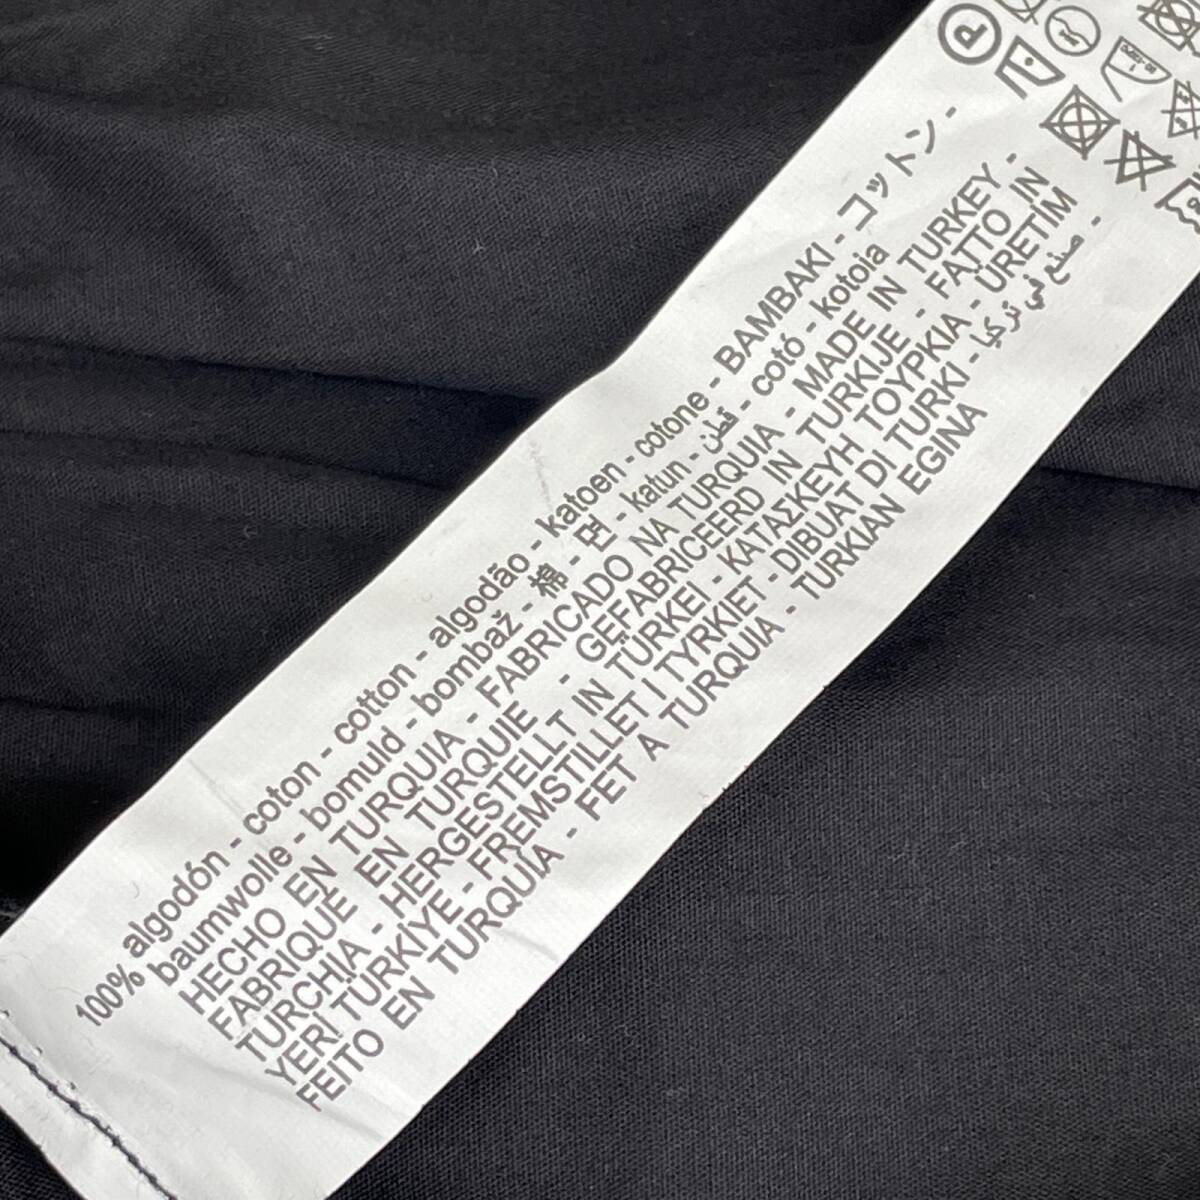 100% algodón - coton - cotton - algodão - katoen - cotone - BAMBAKI - コットン -
baumwolle - bomuld - bombaž - 棉 - 면 - katun - قطن - cotó - kotoia
HECHO EN TURQUIA - FABRICADO NA TURQUIA - MADE IN TURKEY -
FABRIQUÉ EN TURQUIE - GEFABRICEERD IN TURKIJE - FATTO IN
TURCHIA - HERGESTELLT IN TÜRKEI - ΚΑΤΑΣΚΕΥΗ ΤΟΥΡΚΙΑ - ÜRETİM
YERİ TÜRKİYE - FREMSTILLET I TYRKIET - DIBUAT DI TURKI - صنع في تركيا -
FEITO EN TURQUÍA - FET A TURQUIA - TURKIAN EGINA